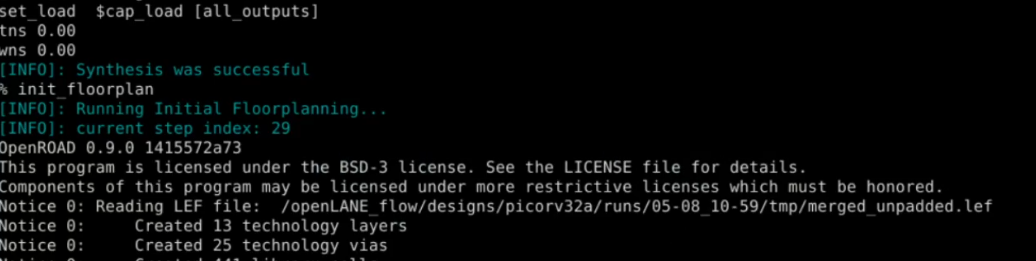 set_load  $cap_load [all_outputs]
tns 0.00
wns 0.00
[INFO]: Synthesis was successful
% init_floorplan
[INFO]: Running Initial Floorplanning...
[INFO]: current step index: 29
OpenROAD 0.9.0 1415572a73
This program is licensed under the BSD-3 license. See the LICENSE file for details.
Components of this program may be licensed under more restrictive licenses which must be honored.
Notice 0: Reading LEF file:  /openLANE_flow/designs/picorv32a/runs/05-08_10-59/tmp/merged_unpadded.lef
Notice 0:     Created 13 technology layers
Notice 0:     Created 25 technology vias